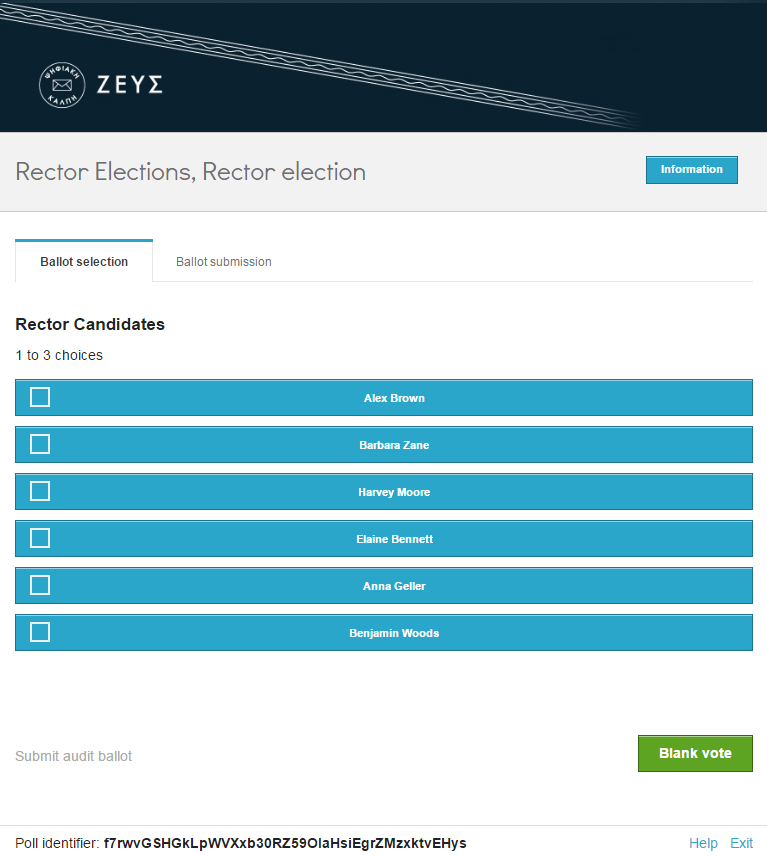 ΨΗΦΙΑΚΗ
ΚΑΛΠΗ
ΖΕΥΣ
Rector Elections, Rector election
Information
Ballot selection
Ballot submission
Rector Candidates
1 to 3 choices
Alex Brown
Barbara Zane
Harvey Moore
Elaine Bennett
Anna Geller
Benjamin Woods
Submit audit ballot
Blank vote
Poll identifier: f7rwvGSHGkLpWVXxb30RZ59OlaHsiEgrZMzxktvEHys
Help Exit